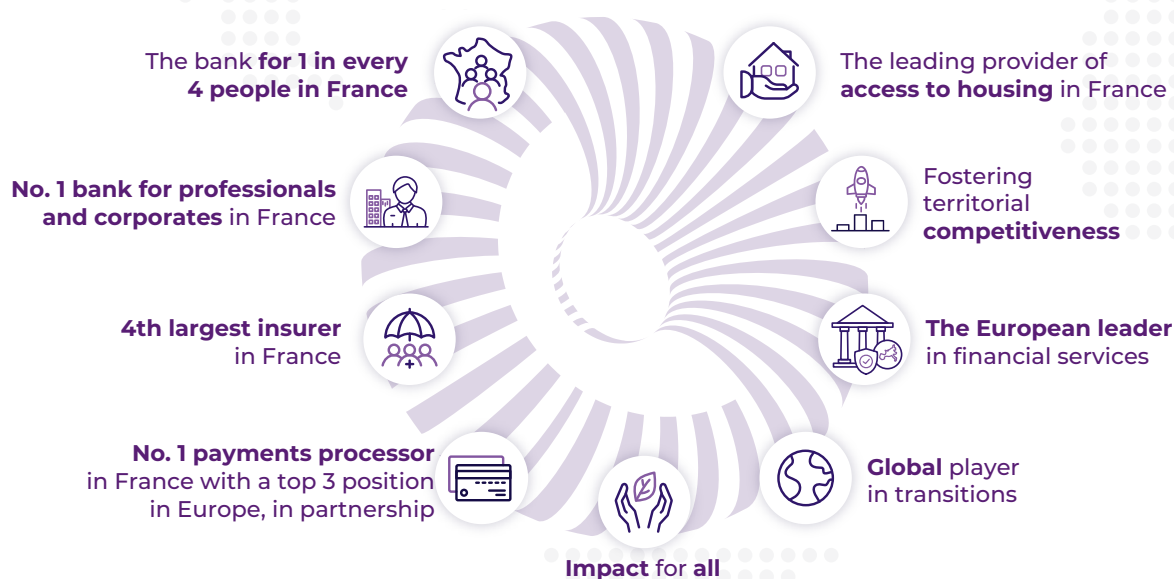 The bank for 1 in every
4 people in France
The leading provider of
access to housing in France
No. 1 bank for professionals
and corporates in France
Fostering
territorial
competitiveness
4th largest insurer
in France
The European leader
in financial services
No. 1 payments processor
in France with a top 3 position
in Europe, in partnership
Global player
in transitions
Impact for all